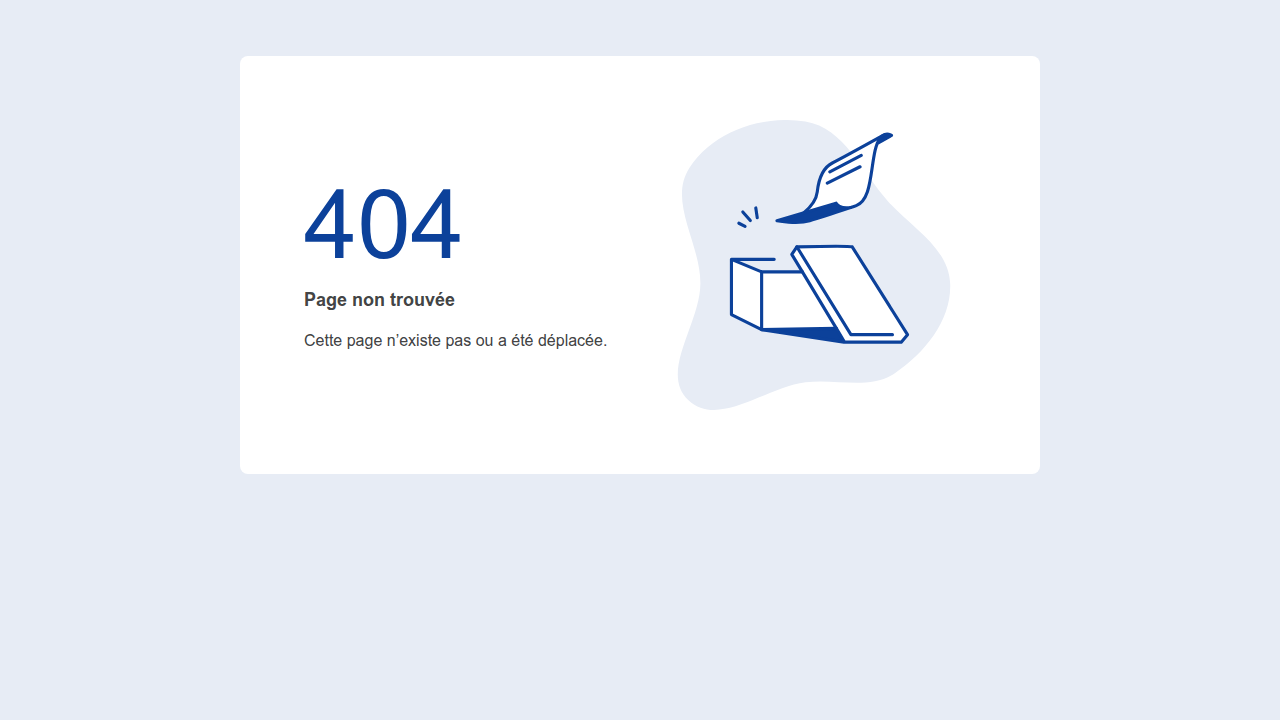 404
Page non trouvée
Cette page n’existe pas ou a été déplacée.